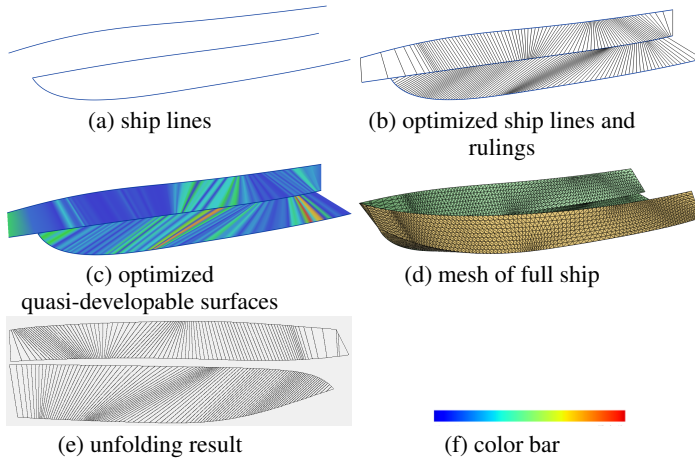 (a) ship lines
(b) optimized ship lines and
rulings
(c) optimized
quasi-developable surfaces
(d) mesh of full ship
(e) unfolding result
(f) color bar